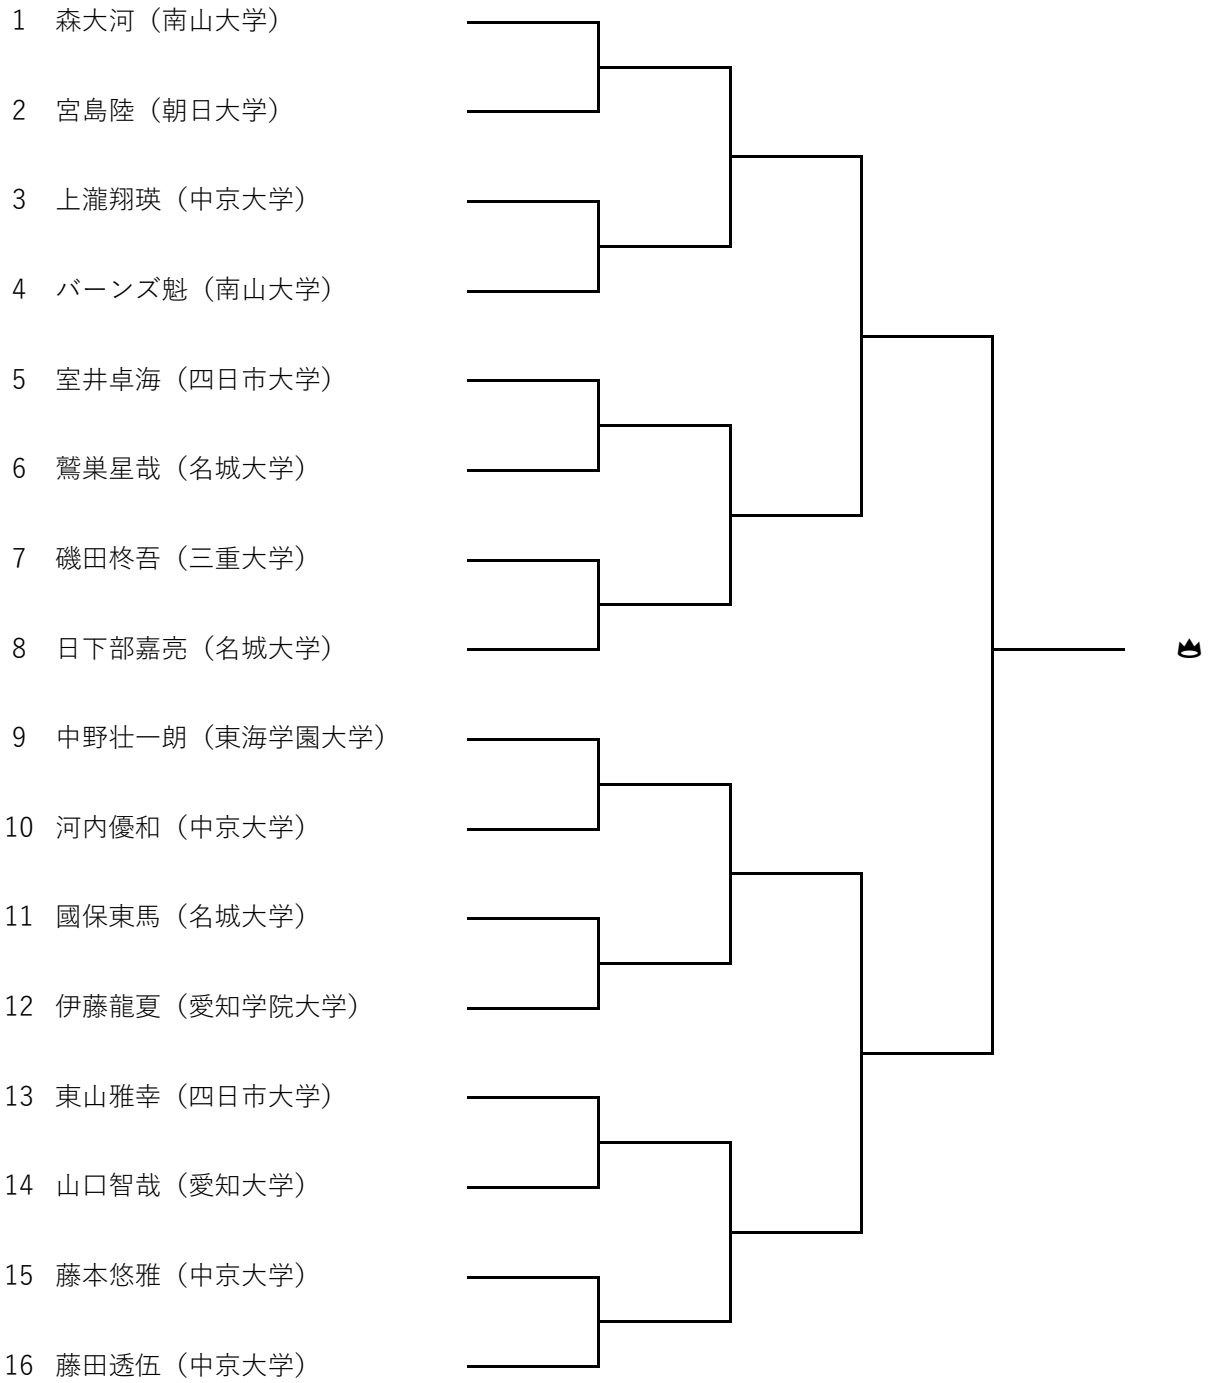 1 森大河（南山大学）
2 宮島陸（朝日大学）
3 上瀧翔瑛（中京大学）
4 バーンズ魁（南山大学）
5 室井卓海（四日市大学）
6 鷲巣星哉（名城大学）
7 磯田柊吾（三重大学）
8 日下部嘉亮（名城大学）
9 中野壮一朗（東海学園大学）
10 河内優和（中京大学）
11 國保東馬（名城大学）
12 伊藤龍夏（愛知学院大学）
13 東山雅幸（四日市大学）
14 山口智哉（愛知大学）
15 藤本悠雅（中京大学）
16 藤田透伍（中京大学）